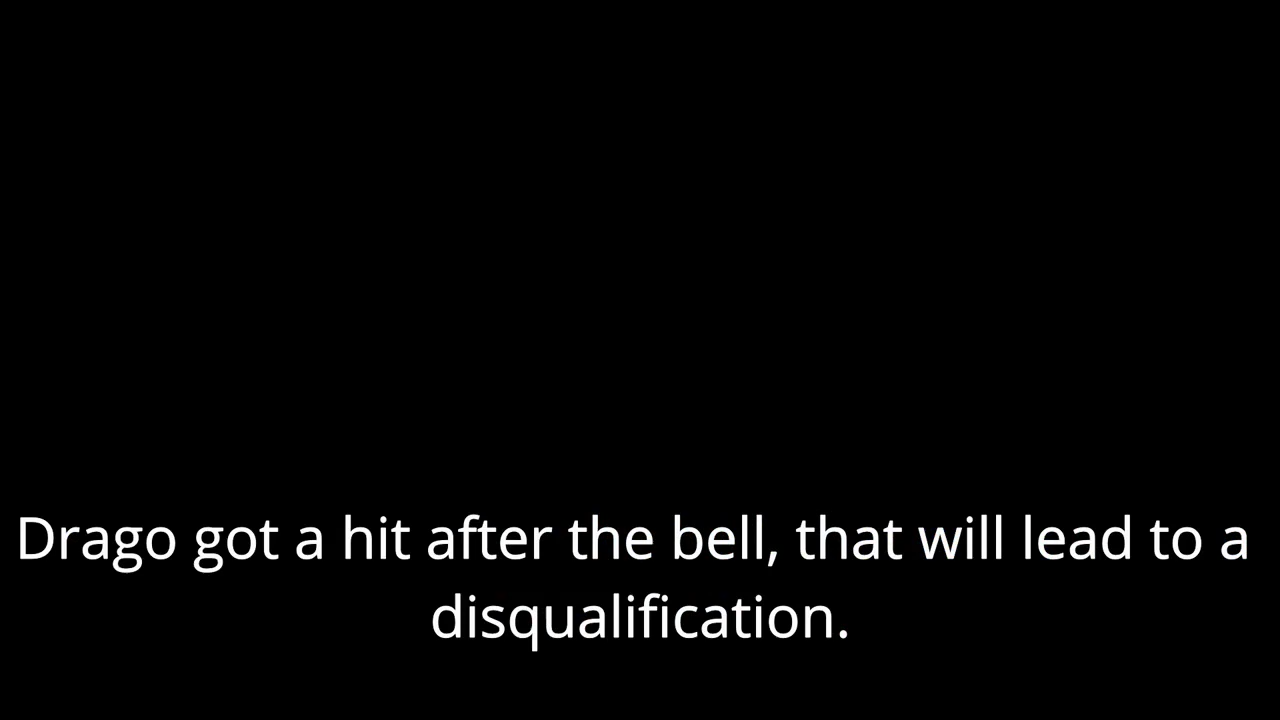 Drago got a hit after the bell, that will lead to a
disqualification.